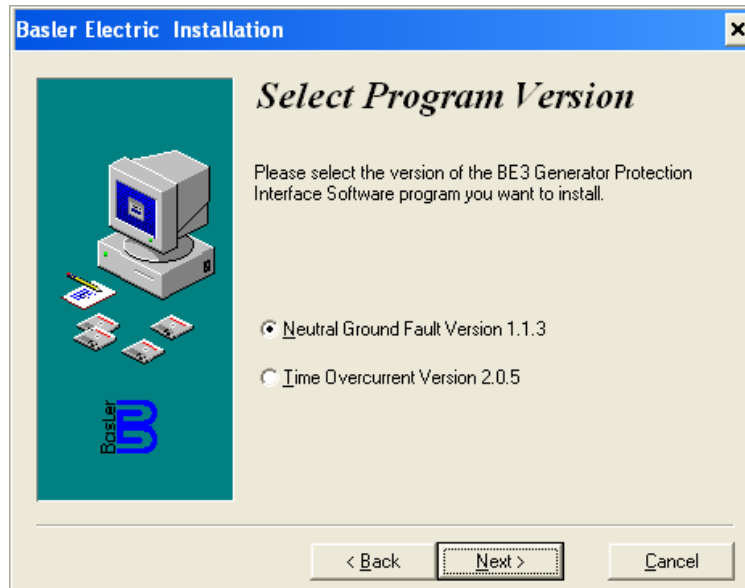 Basler Electric Installation
Select Program Version
Please select the version of the BE3 Generator Protection
Interface Software program you want to install.
Neutral Ground Fault Version 1.1.3
Time Overcurrent Version 2.0.5
Basler
< Back
Next >
Cancel